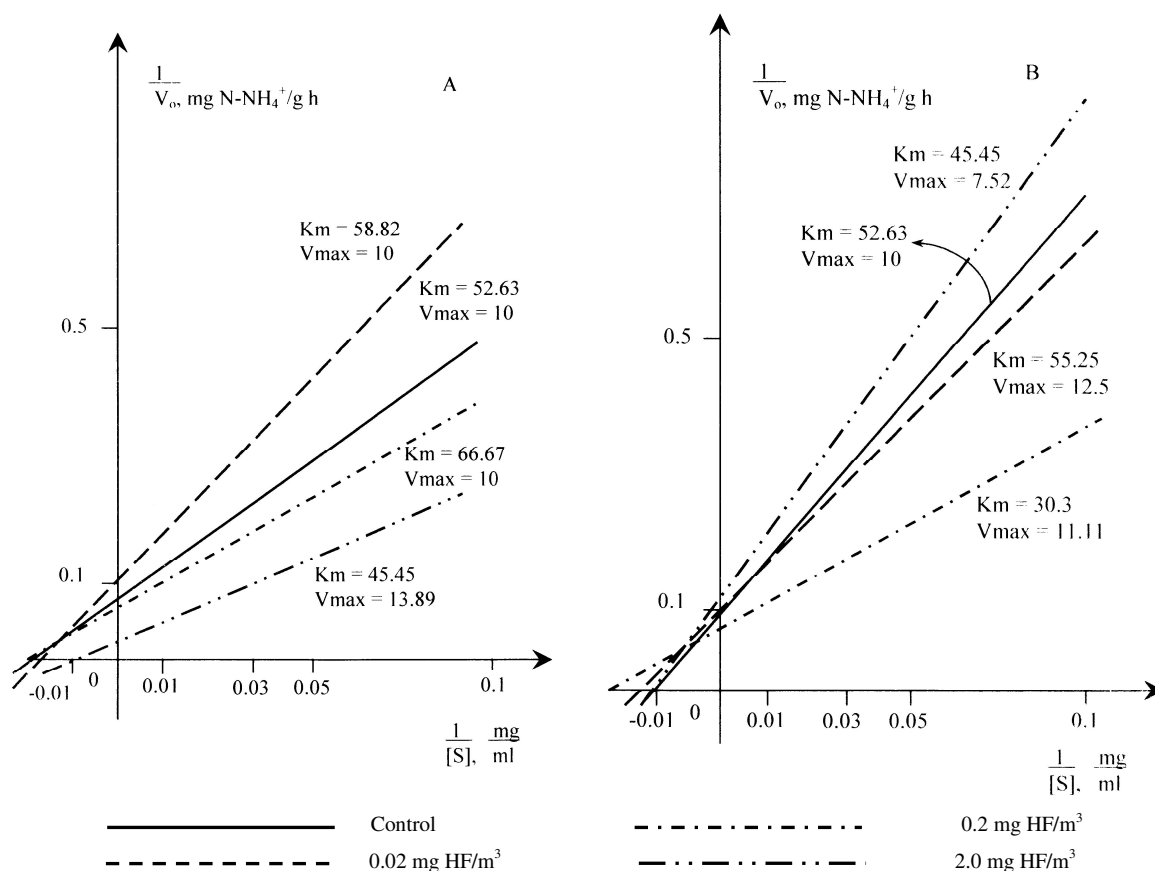 A
1
V₀, mg N-NH₄⁺/g h
Km = 58.82
Vmax = 10
Km = 52.63
Vmax = 10
0.5
Km = 66.67
Vmax = 10
0.1
Km = 45.45
Vmax = 13.89
-0.01
0
0.01
0.03
0.05
0.1
1 mg
[S], ml
B
1
V₀, mg N-NH₄⁺/g h
Km = 45.45
Vmax = 7.52
Km = 52.63
Vmax = 10
0.5
Km = 55.25
Vmax = 12.5
Km = 30.3
Vmax = 11.11
0.1
-0.01
0
0.01
0.03
0.05
0.1
1 mg
[S], ml
Control
0.02 mg HF/m³
0.2 mg HF/m³
2.0 mg HF/m³